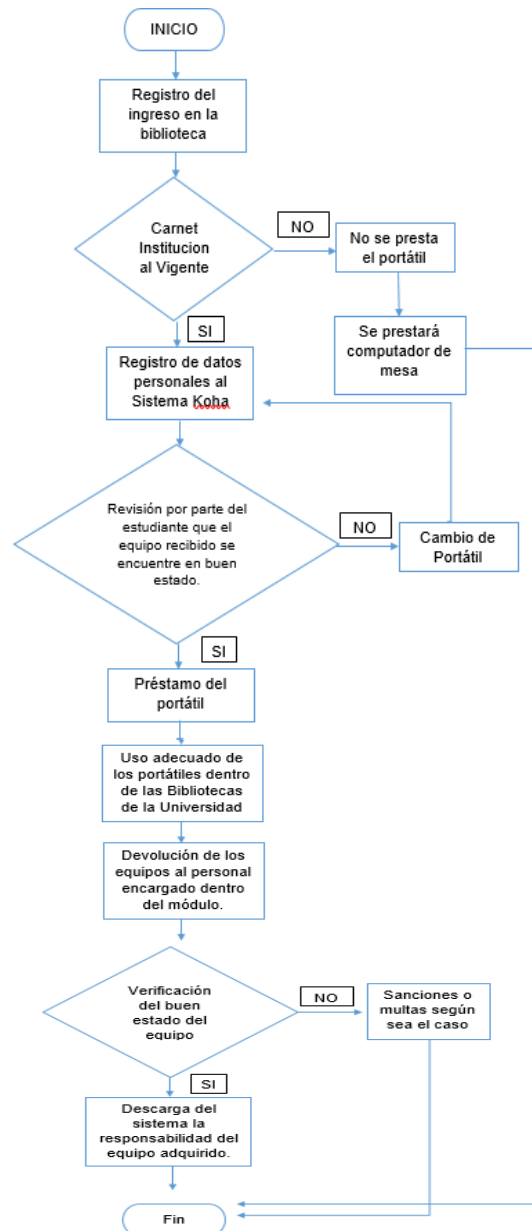 INICIO
Registro del
ingreso en la
biblioteca
Carnet
Institucion
al Vigente
NO
No se presta
el portátil
Se prestará
computador de
mesa
SI
Registro de datos
personales al
Sistema Koha
Revisión por parte del
estudiante que el
equipo recibido se
encuentre en buen
estado.
NO
Cambio de
Portátil
SI
Préstamo del
portátil
Uso adecuado de
los portátiles dentro
de las Bibliotecas
de la Universidad
Devolución de los
equipos al personal
encargado dentro
del módulo.
Verificación
del buen
estado del
equipo
NO
Sanciones o
multas según
sea el caso
SI
Descarga del
sistema la
responsabilidad del
equipo adquirido.
Fin